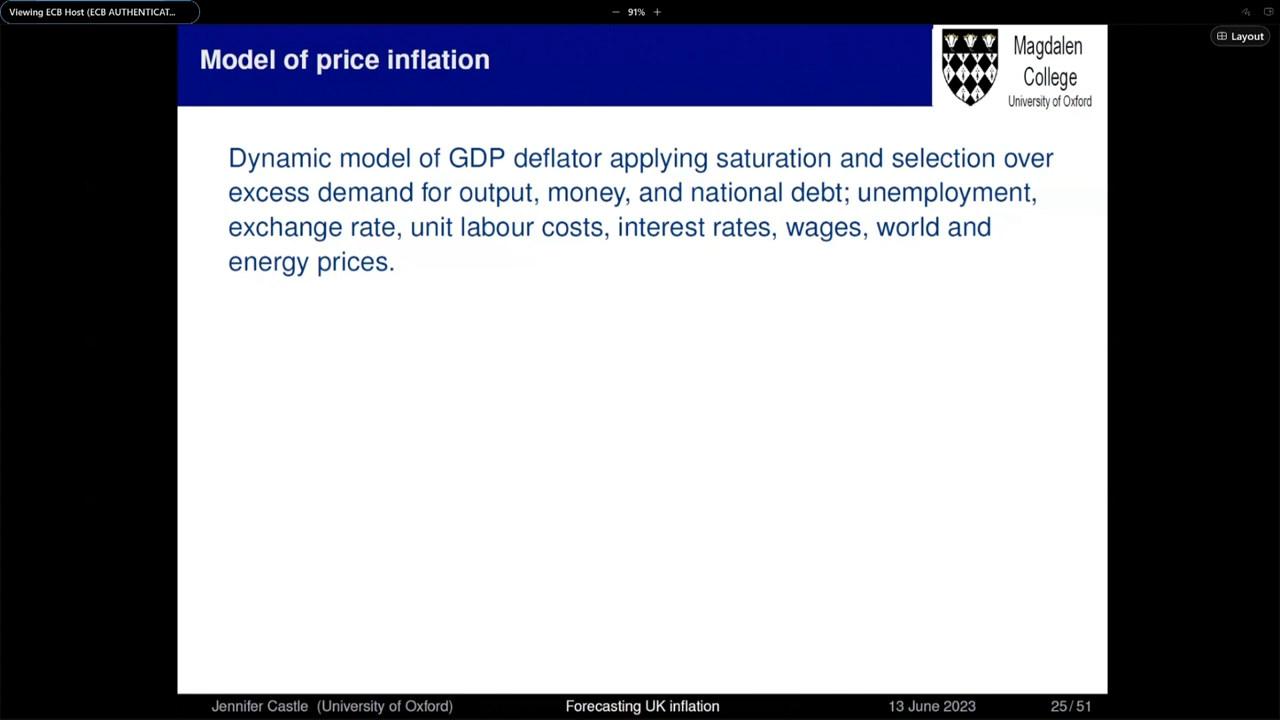 Viewing ECB Host (ECB AUTHENTICAT...
91%
Layout
Model of price inflation
Magdalen
College
University of Oxford
Dynamic model of GDP deflator applying saturation and selection over
excess demand for output, money, and national debt; unemployment,
exchange rate, unit labour costs, interest rates, wages, world and
energy prices.
Jennifer Castle (University of Oxford) Forecasting UK inflation 13 June 2023 25/51